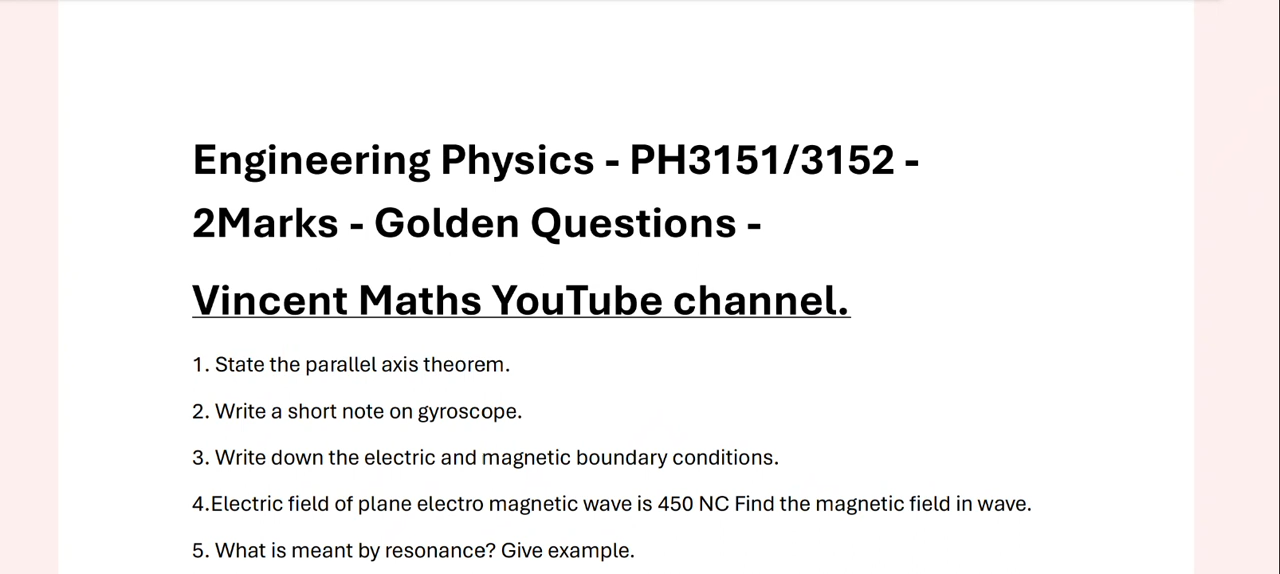 Engineering Physics - PH3151/3152 -
2Marks - Golden Questions -
Vincent Maths YouTube channel.
1. State the parallel axis theorem.
2. Write a short note on gyroscope.
3. Write down the electric and magnetic boundary conditions.
4.Electric field of plane electro magnetic wave is 450 NC Find the magnetic field in wave.
5. What is meant by resonance? Give example.